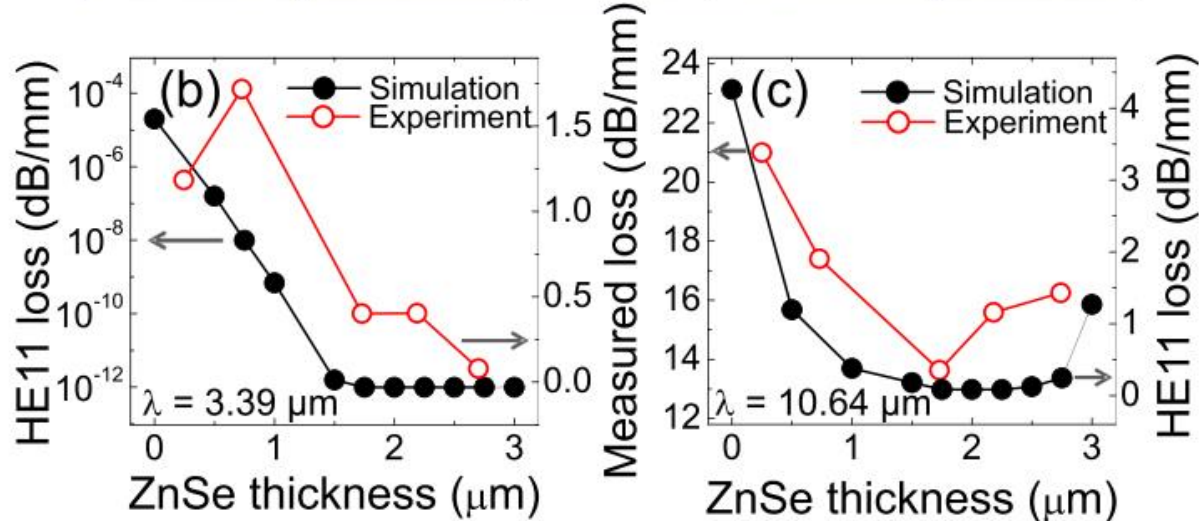 (b)
Simulation
Experiment
HE11 loss (dB/mm)
10⁻⁴
10⁻⁶
10⁻⁸
10⁻¹⁰
10⁻¹²
1.5
1.0
0.5
0.0
λ = 3.39 μm
0 1 2 3
ZnSe thickness (μm)
Measured loss (dB/mm)
24
22
20
18
16
14
12
(c)
Simulation
Experiment
4
3
2
1
0
HE11 loss (dB/mm)
λ = 10.64 μm
0 1 2 3
ZnSe thickness (μm)